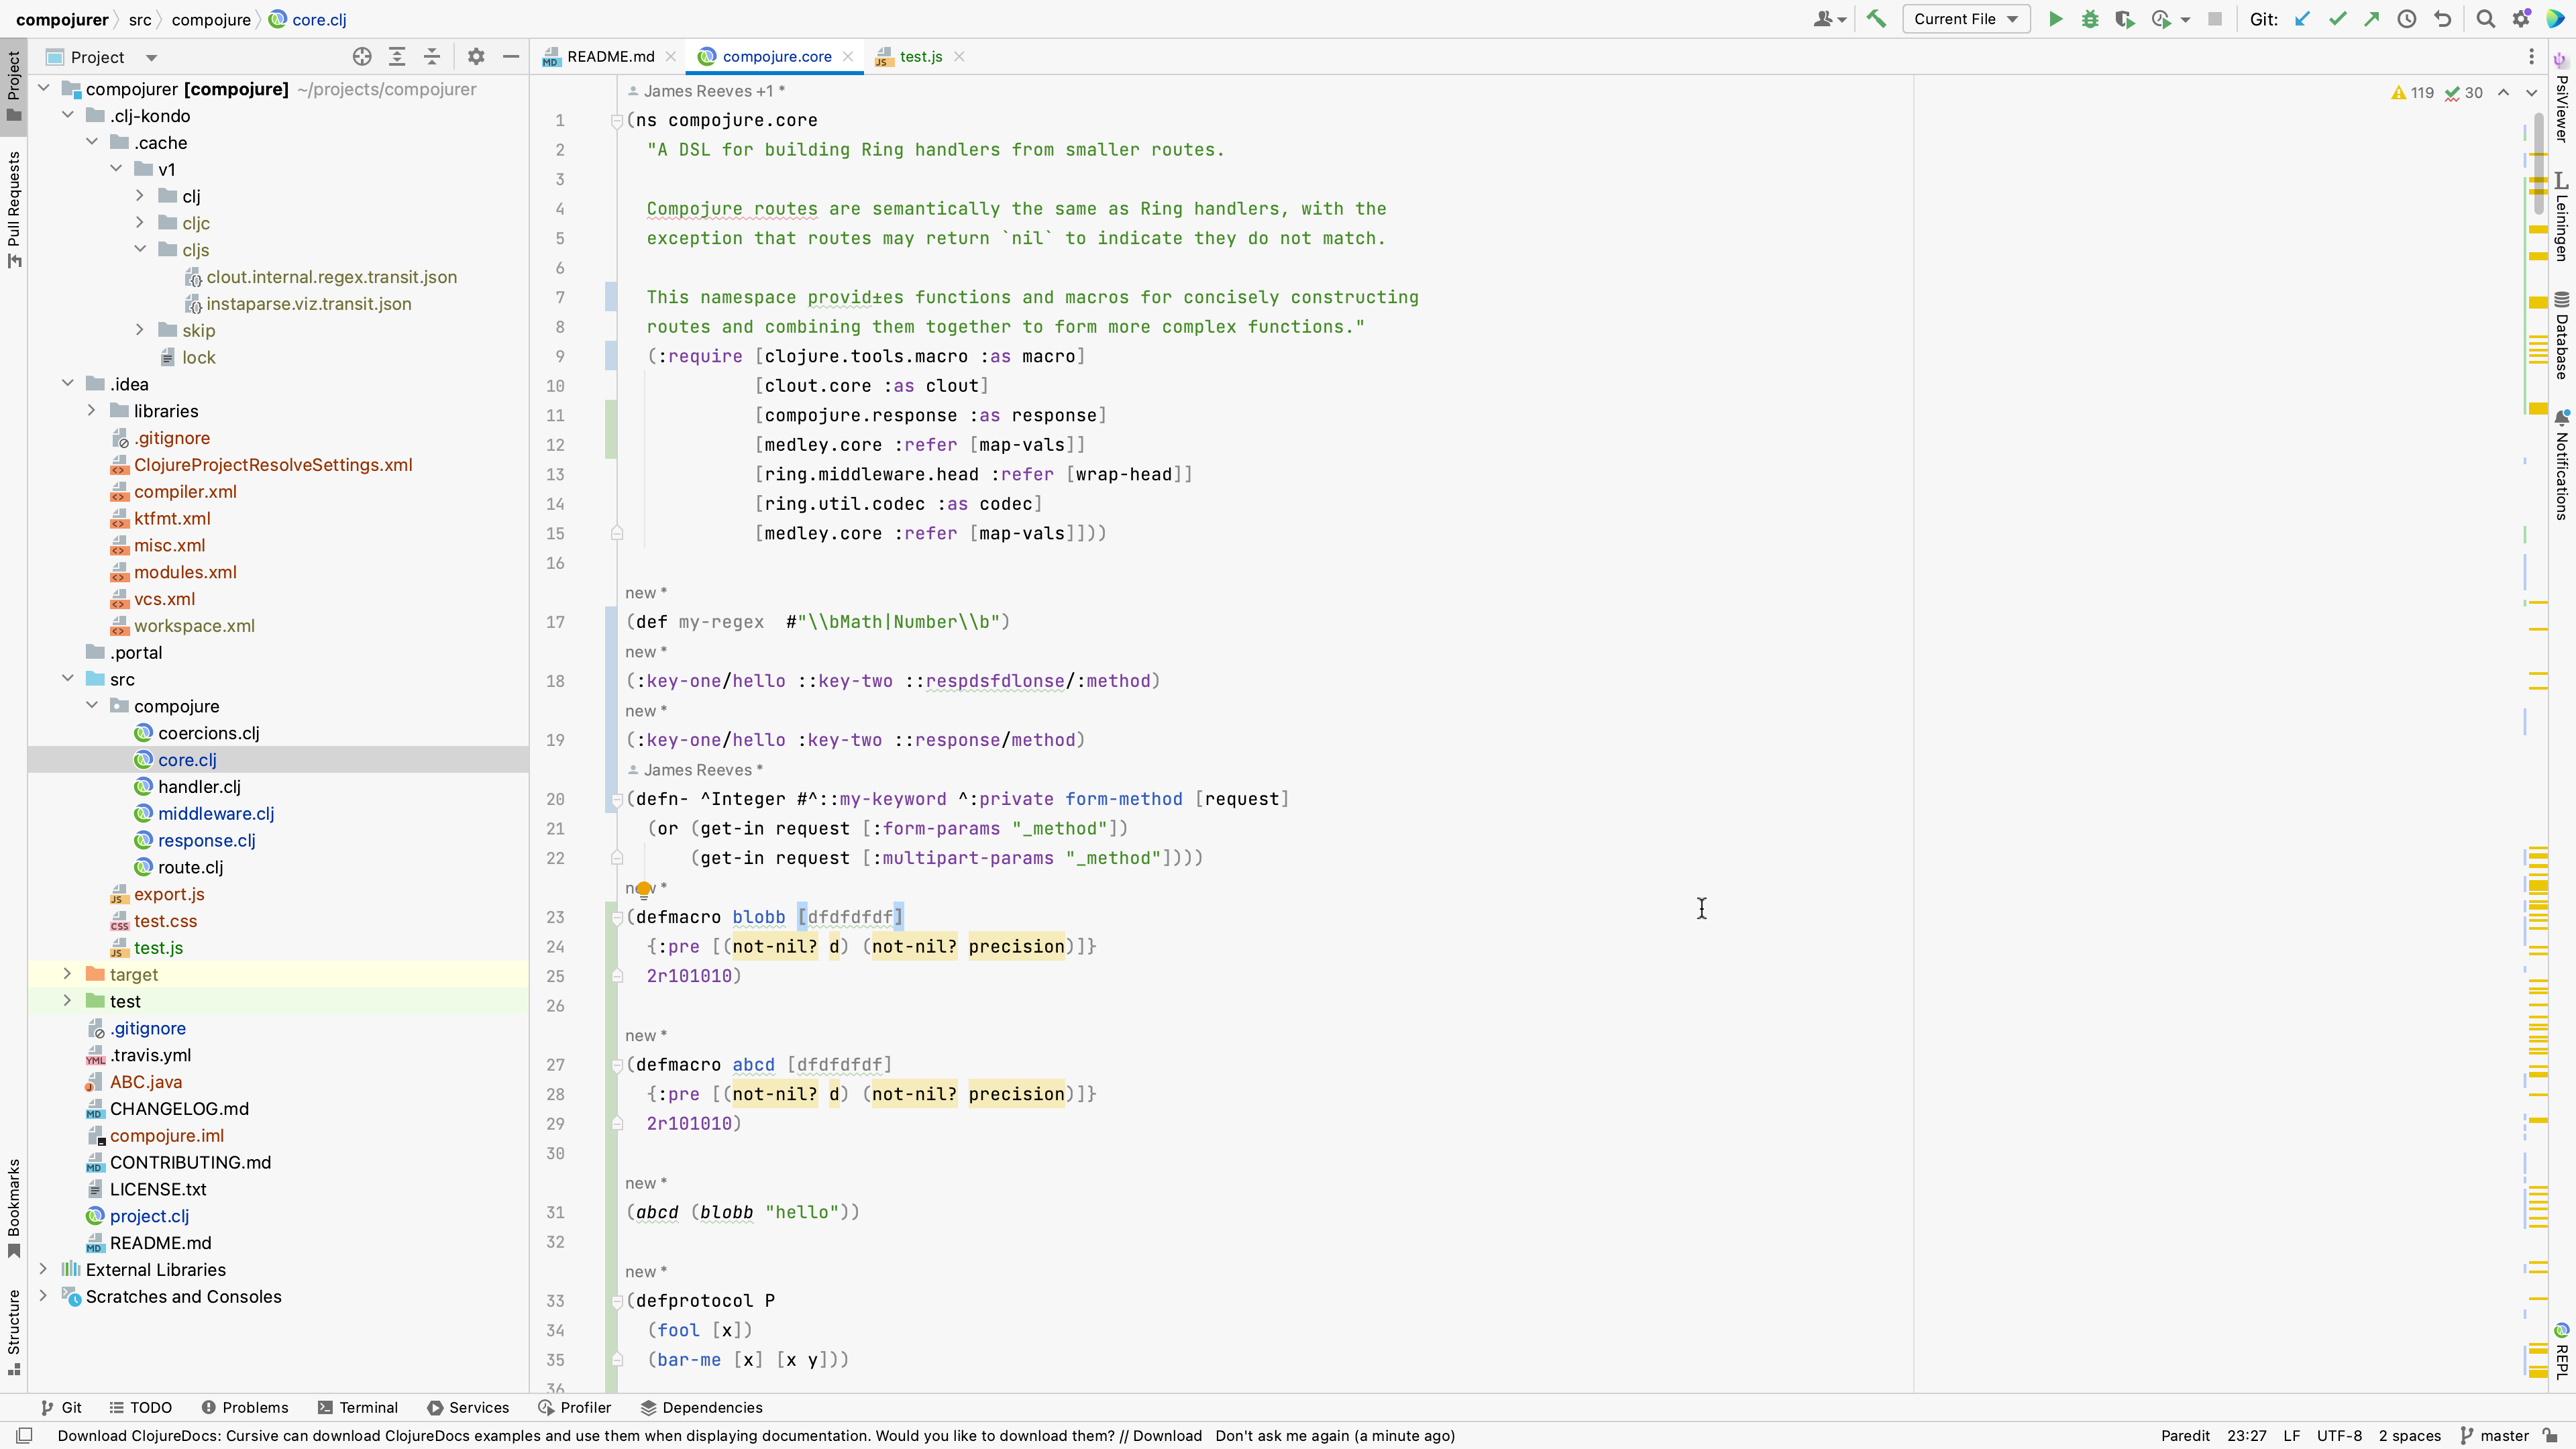 compojurer src compojure core.clj
Current File Git:
Project
README.md compojure.core test.js
compojurer [compojure] ~/projects/compojurer
.clj-kondo
.cache
v1
clj
cljc
cljs
clout.internal.regex.transit.json
instaparse.viz.transit.json
skip
lock
.idea
libraries
.gitignore
ClojureProjectResolveSettings.xml
compiler.xml
ktfmt.xml
misc.xml
modules.xml
vcs.xml
workspace.xml
.portal
src
compojure
coercions.clj
core.clj
handler.clj
middleware.clj
response.clj
route.clj
export.js
test.css
test.js
target
test
.gitignore
.travis.yml
ABC.java
CHANGELOG.md
compojure.iml
CONTRIBUTING.md
LICENSE.txt
project.clj
README.md
External Libraries
Scratches and Consoles
Project
Pull Requests
Bookmarks
Structure
James Reeves +1 *
119 30
1 (ns compojure.core
2 "A DSL for building Ring handlers from smaller routes.
3
4 Compojure routes are semantically the same as Ring handlers, with the
5 exception that routes may return `nil` to indicate they do not match.
6
7 This namespace provid±es functions and macros for concisely constructing
8 routes and combining them together to form more complex functions."
9 (:require [clojure.tools.macro :as macro]
10 [clout.core :as clout]
11 [compojure.response :as response]
12 [medley.core :refer [map-vals]]
13 [ring.middleware.head :refer [wrap-head]]
14 [ring.util.codec :as codec]
15 [medley.core :refer [map-vals]]))
16
new *
17 (def my-regex #"\\bMath|Number\\b")
new *
18 (:key-one/hello ::key-two ::respdsfdlonse/:method)
new *
19 (:key-one/hello :key-two ::response/method)
James Reeves *
20 (defn- ^Integer #^::my-keyword ^:private form-method [request]
21 (or (get-in request [:form-params "_method"])
22 (get-in request [:multipart-params "_method"])))
new *
23 (defmacro blobb [dfdfdfdf]
24 {:pre [(not-nil? d) (not-nil? precision)]}
25 2r101010)
26
new *
27 (defmacro abcd [dfdfdfdf]
28 {:pre [(not-nil? d) (not-nil? precision)]}
29 2r101010)
30
new *
31 (abcd (blobb "hello"))
32
new *
33 (defprotocol P
34 (fool [x])
35 (bar-me [x] [x y]))
36
PsiViewer
Leiningen
Database
Notifications
REPL
Git TODO Problems Terminal Services Profiler Dependencies
Download ClojureDocs: Cursive can download ClojureDocs examples and use them when displaying documentation. Would you like to download them? // Download Don't ask me again (a minute ago) Paredit 23:27 LF UTF-8 2 spaces master